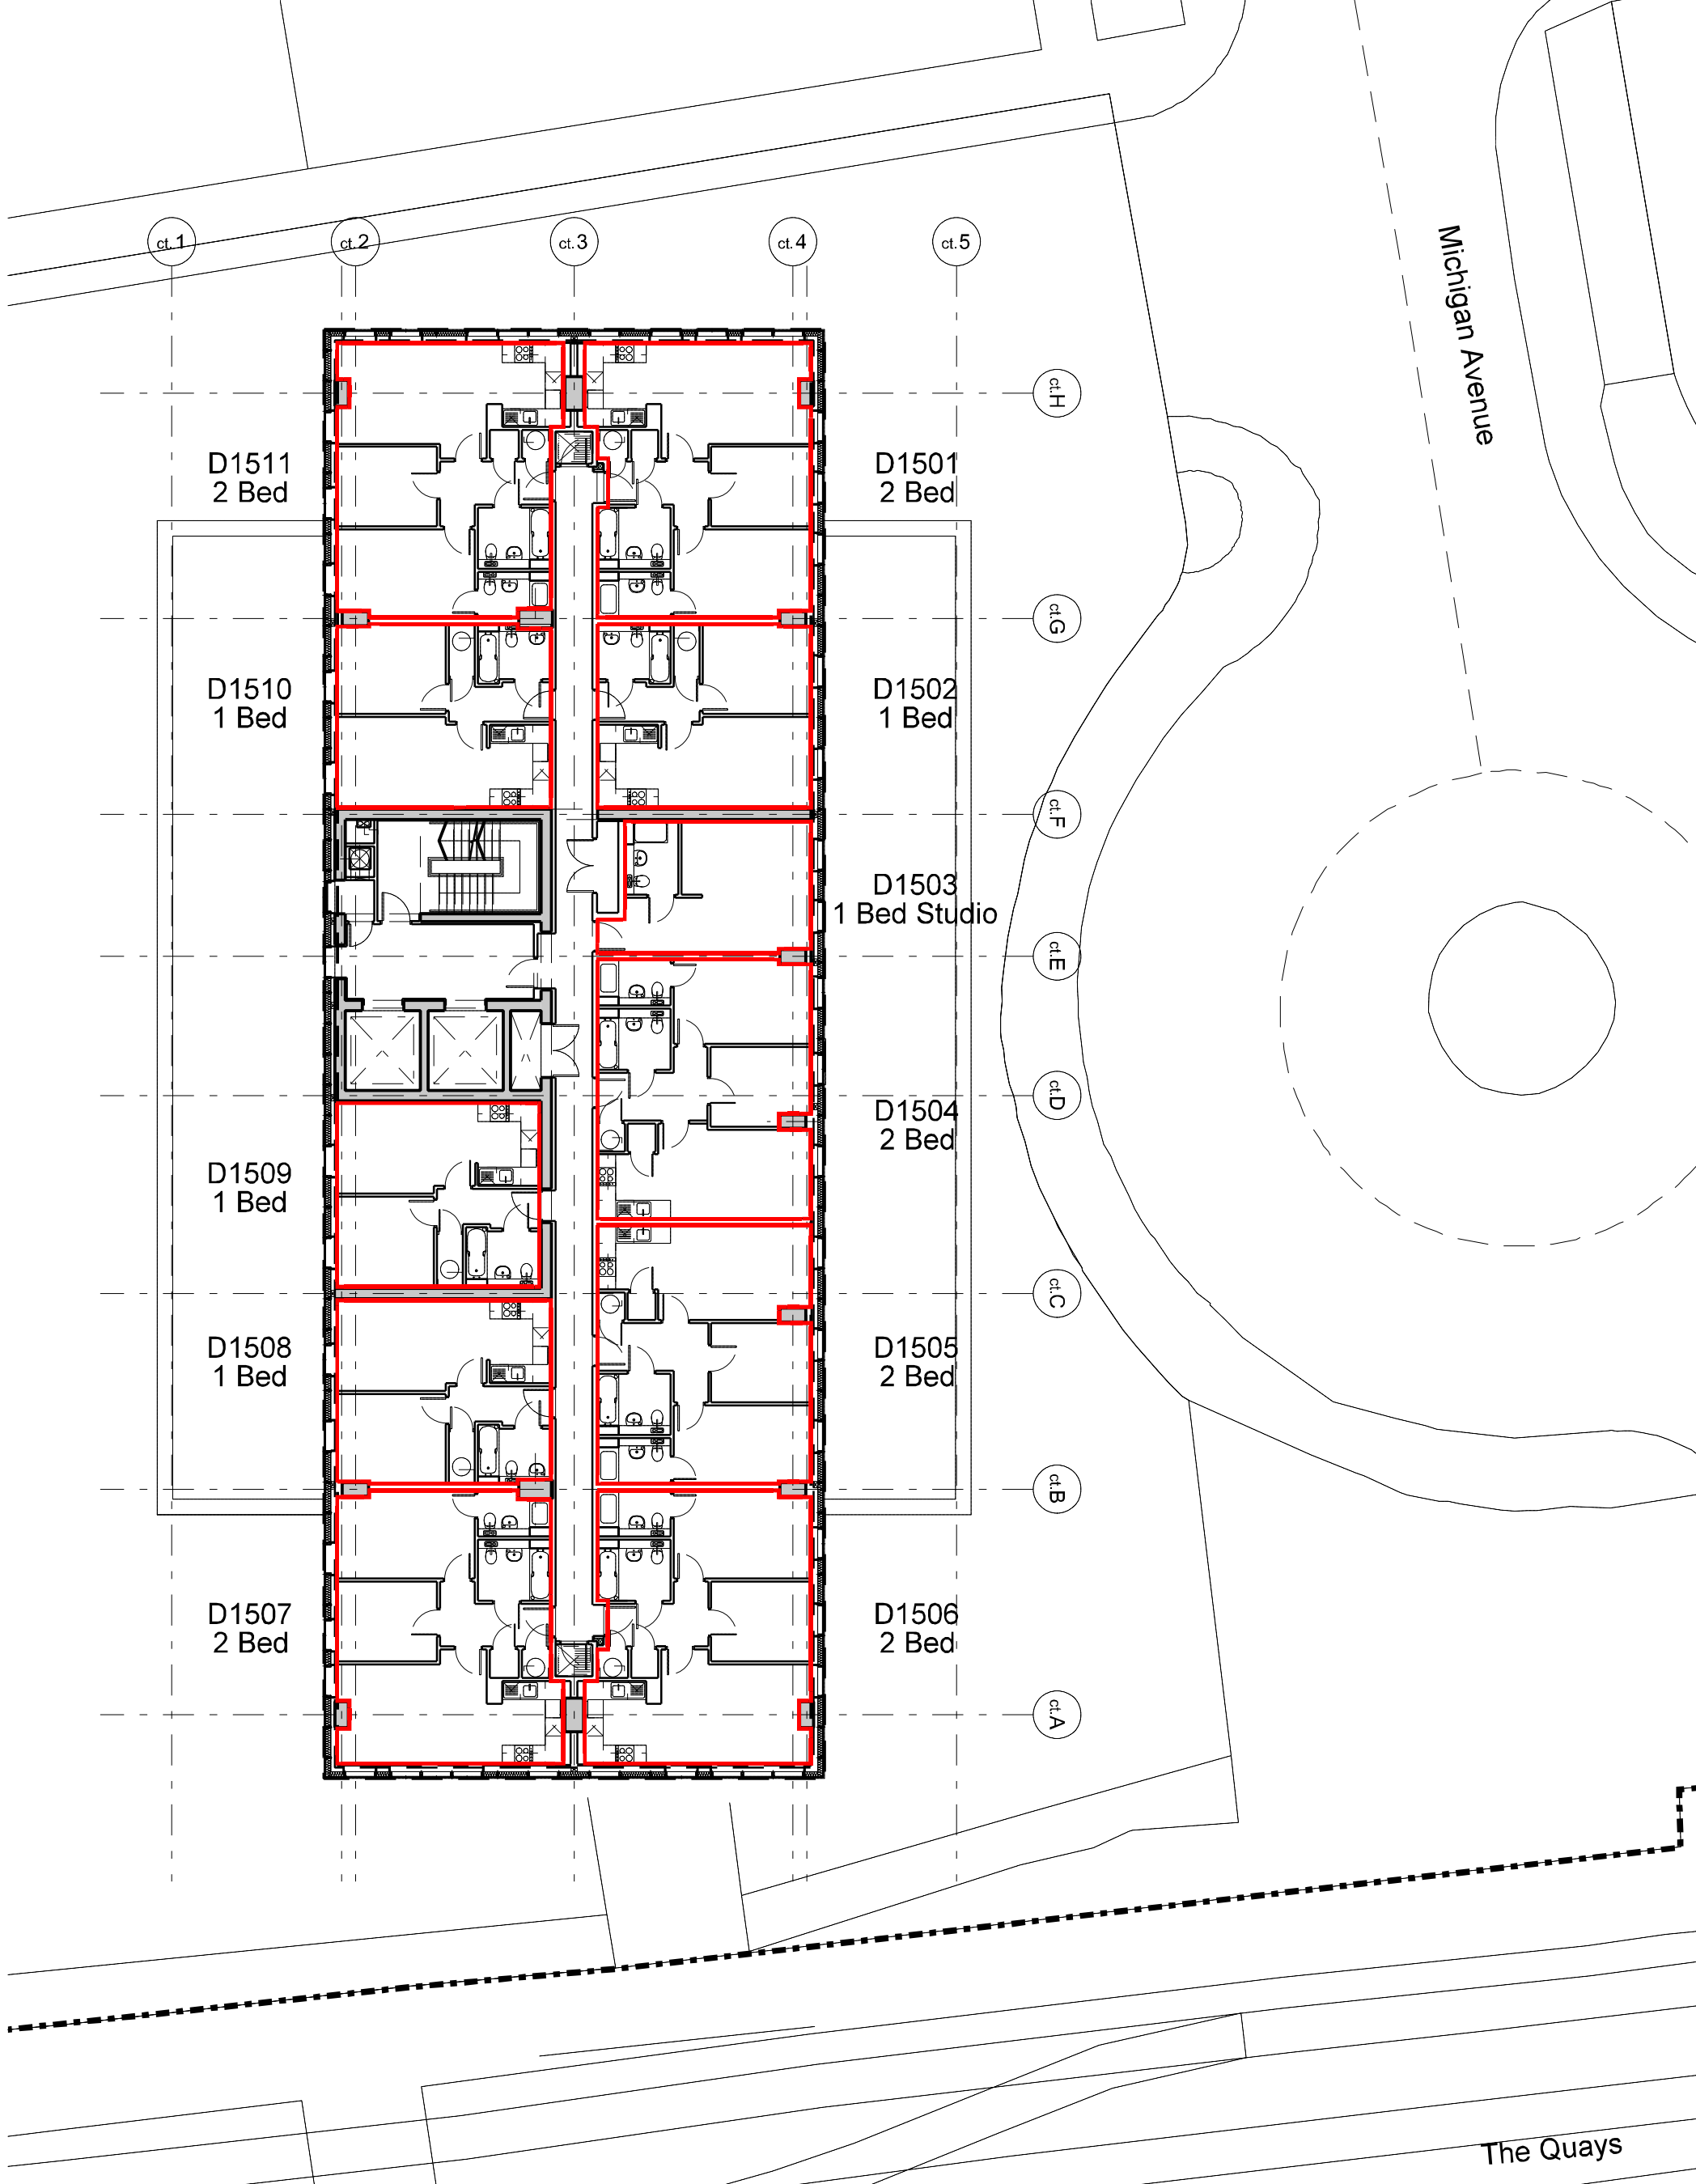 ct.1
ct.2
ct.3
ct.4
ct.5
Michigan Avenue
ct.H
D1511
2 Bed
D1501
2 Bed
ct.G
D1510
1 Bed
D1502
1 Bed
ct.F
D1503
1 Bed Studio
ct.E
ct.D
D1504
2 Bed
D1509
1 Bed
ct.C
D1508
1 Bed
D1505
2 Bed
ct.B
D1507
2 Bed
D1506
2 Bed
ct.A
The Quays